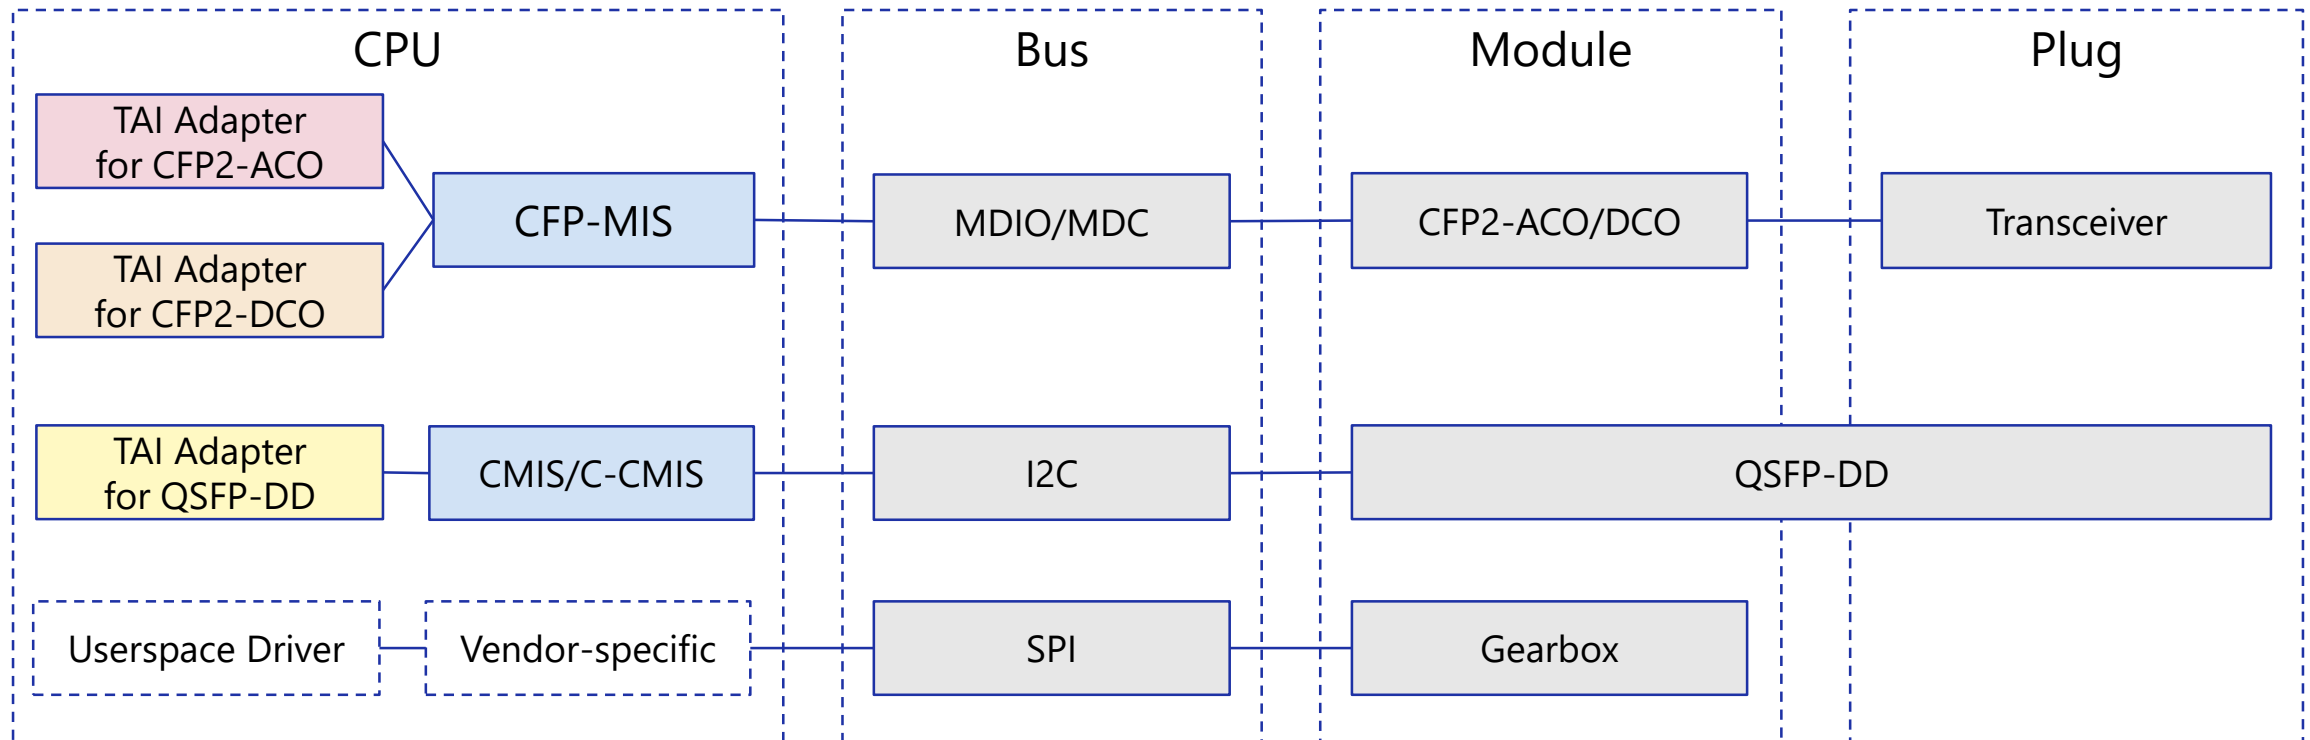 CPU
Bus
Module
Plug
TAI Adapter
for CFP2-ACO
TAI Adapter
for CFP2-DCO
CFP-MIS
MDIO/MDC
CFP2-ACO/DCO
Transceiver
TAI Adapter
for QSFP-DD
CMIS/C-CMIS
I2C
QSFP-DD
Userspace Driver
Vendor-specific
SPI
Gearbox